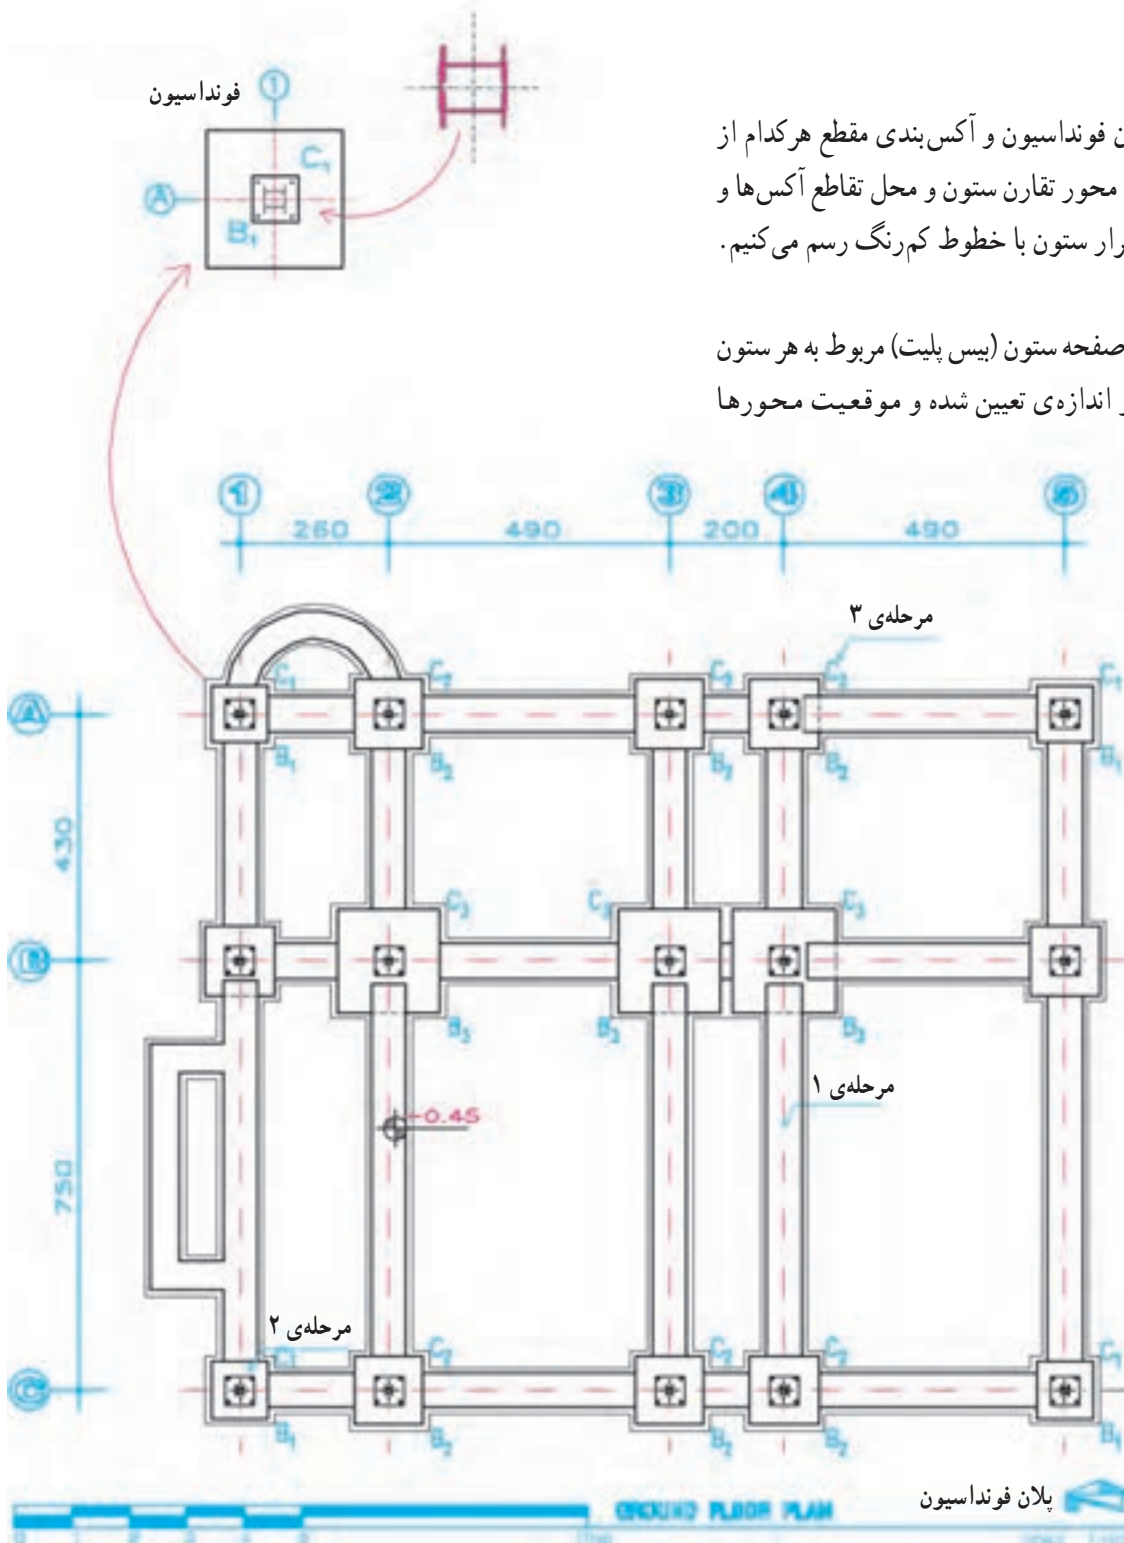 فونداسیون
1
C₁
A
B₁
فونداسیون و آکس‌بندی مقطع هرکدام از
محور تقارن ستون و محل تقاطع آکس‌ها و
ستون با خطوط کم‌رنگ رسم می‌کنیم.
صفحه ستون (بیس پلیت) مربوط به هر ستون
اندازه‌ی تعیین شده و موقعیت محورها
1 2 3 4 5
260 490 200 490
مرحله‌ی ۳
C₁ C₂ C₂ C₂ C₁
A
B₁ B₂ B₂ B₂ B₁
430
C₃ C₃ C₃
B
B₃ B₃ B₃
مرحله‌ی ۱
-0.45
750
مرحله‌ی ۲
C₁ C₂ C₂ C₂ C₁
C
B₁ B₂ B₂ B₂ B₁
پلان فونداسیون
GROUND FLOOR PLAN